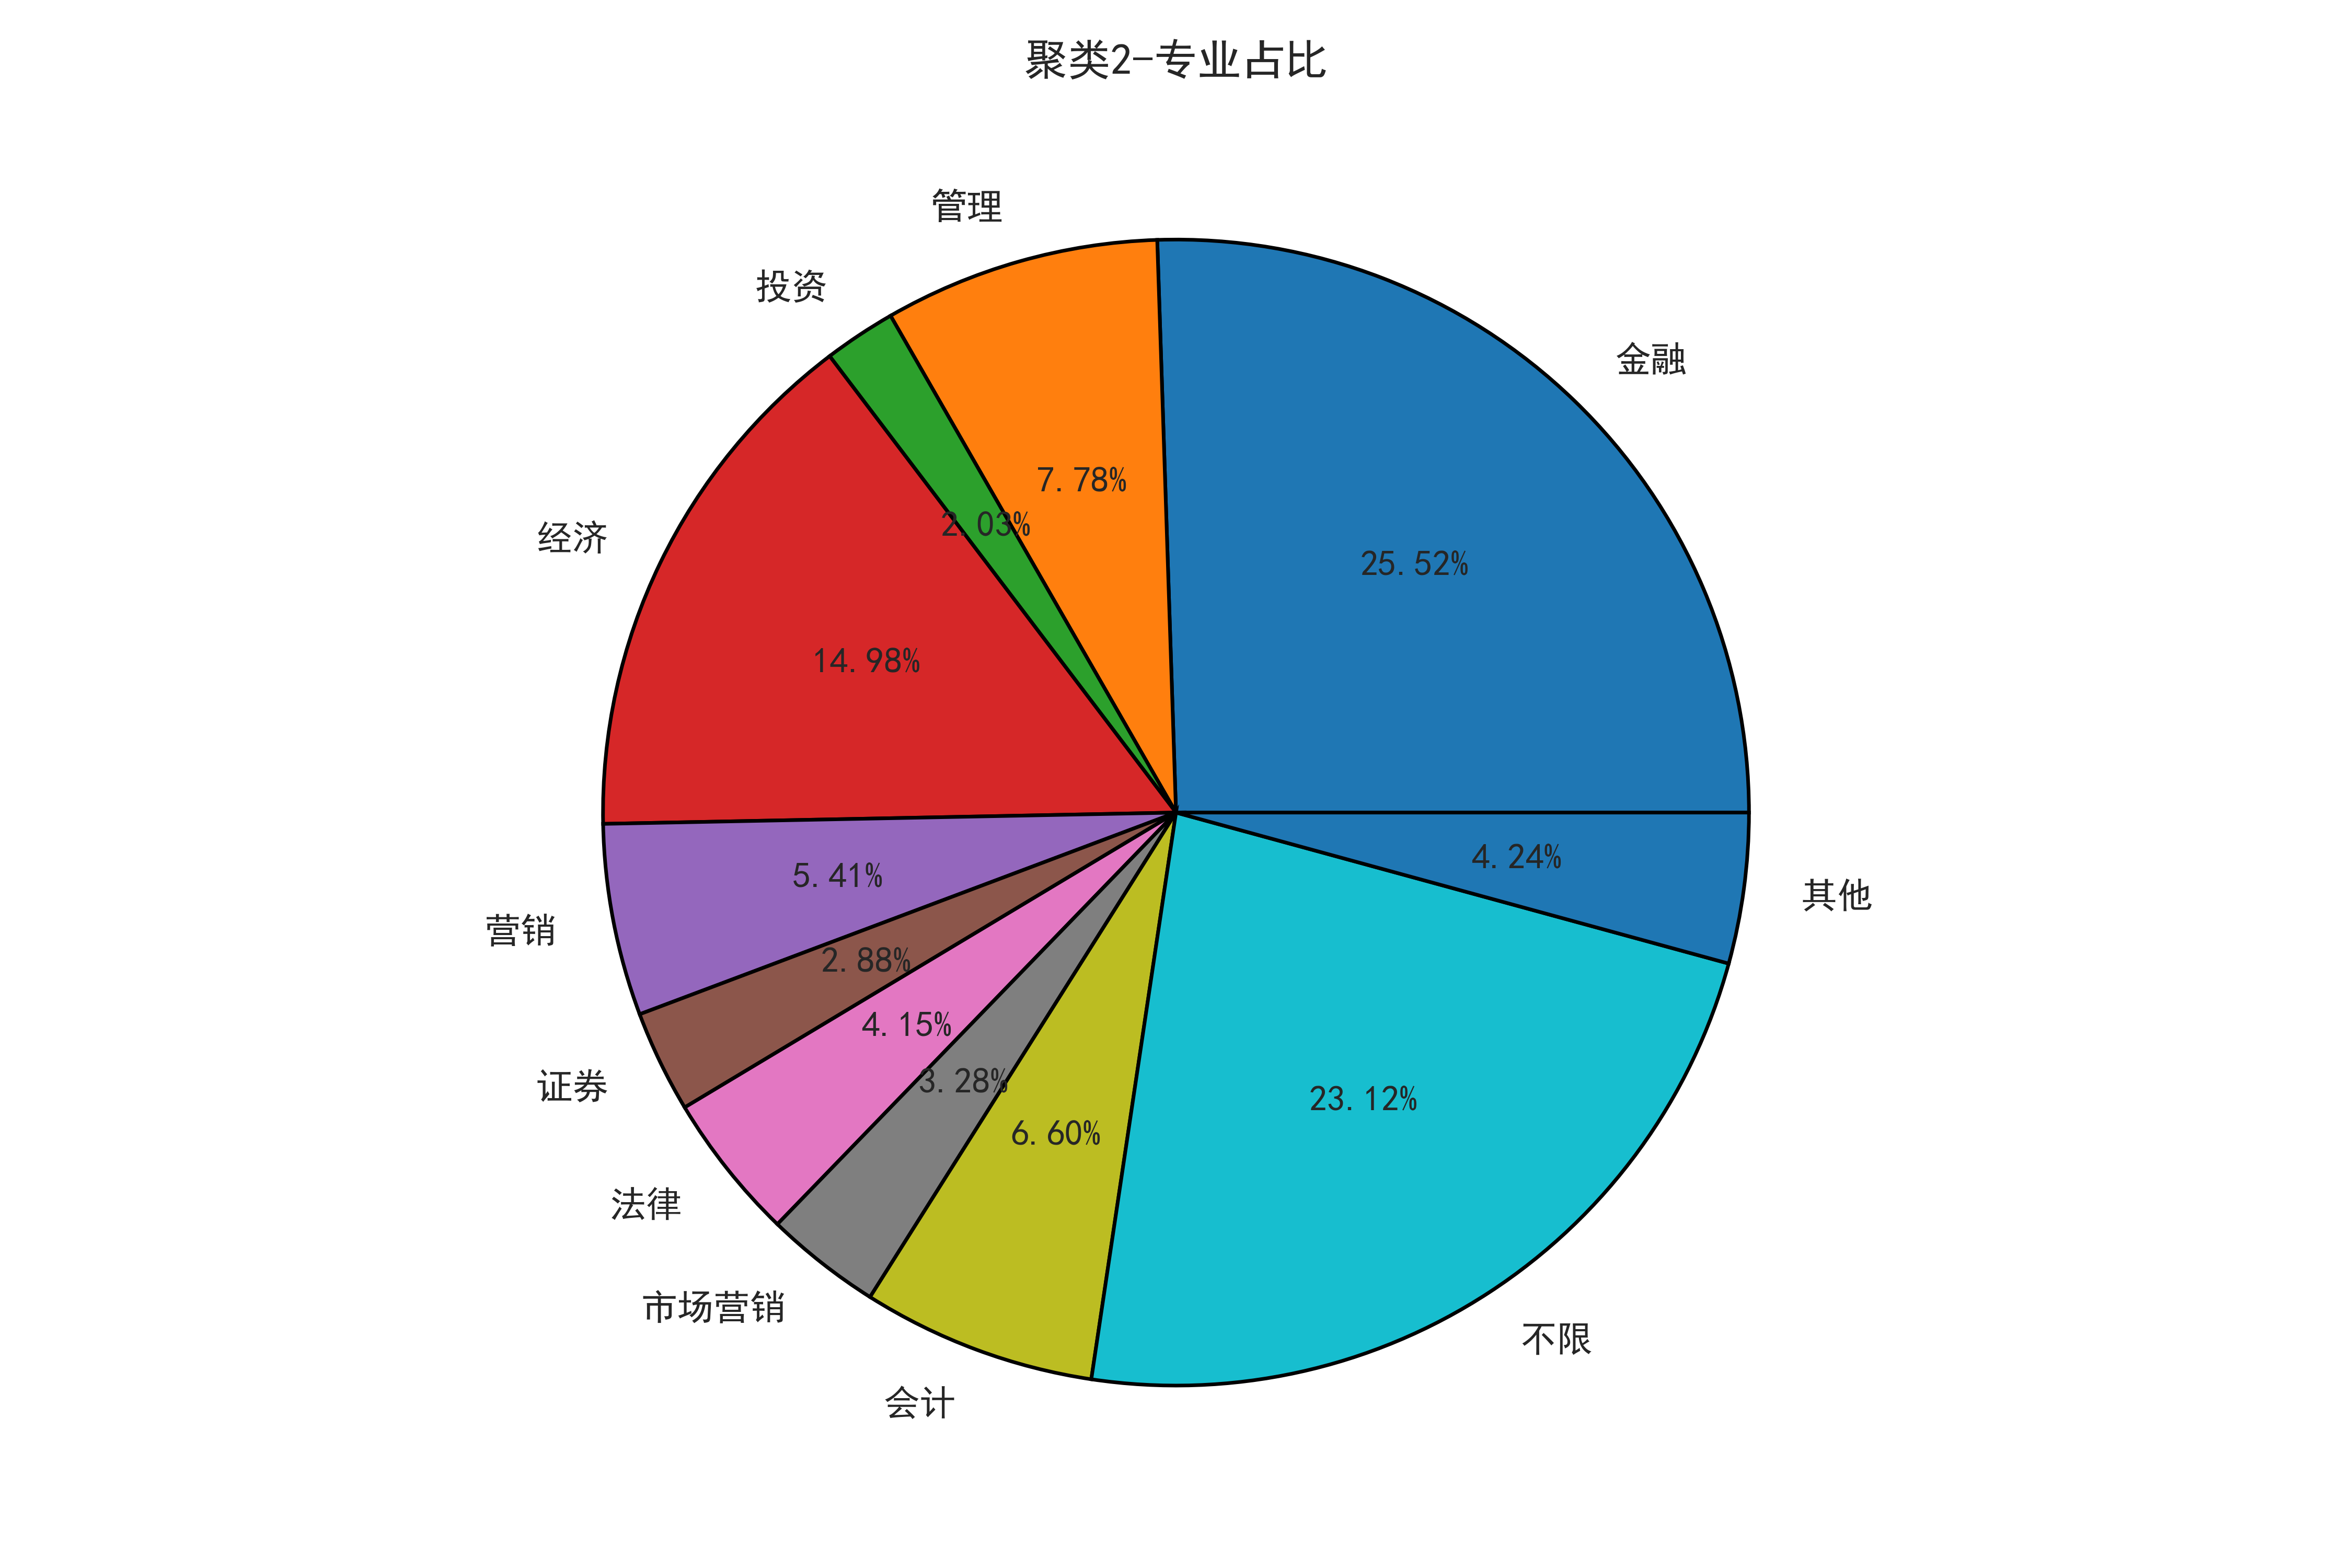 聚类2-专业占比
管理
投资
金融
7.78%
2.03%
经济
25.52%
14.98%
5.41%
4.24%
其他
营销
2.88%
4.15%
证券
3.28%
23.12%
6.60%
法律
市场营销
不限
会计